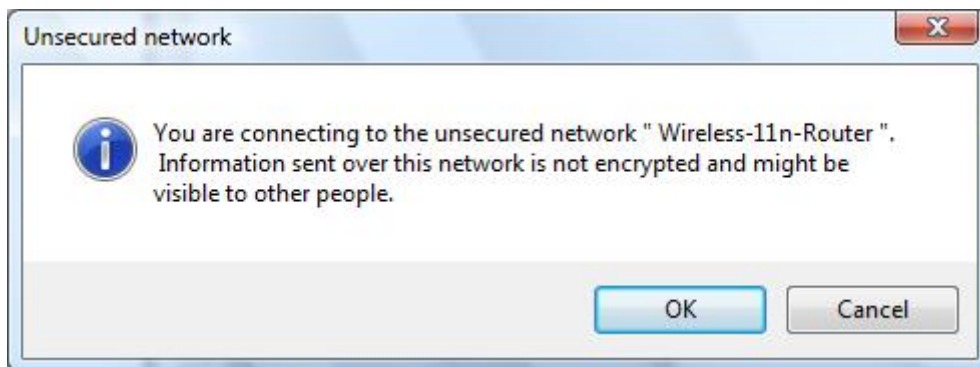 Unsecured network
You are connecting to the unsecured network " Wireless-11n-Router ".
Information sent over this network is not encrypted and might be
visible to other people.
OK
Cancel